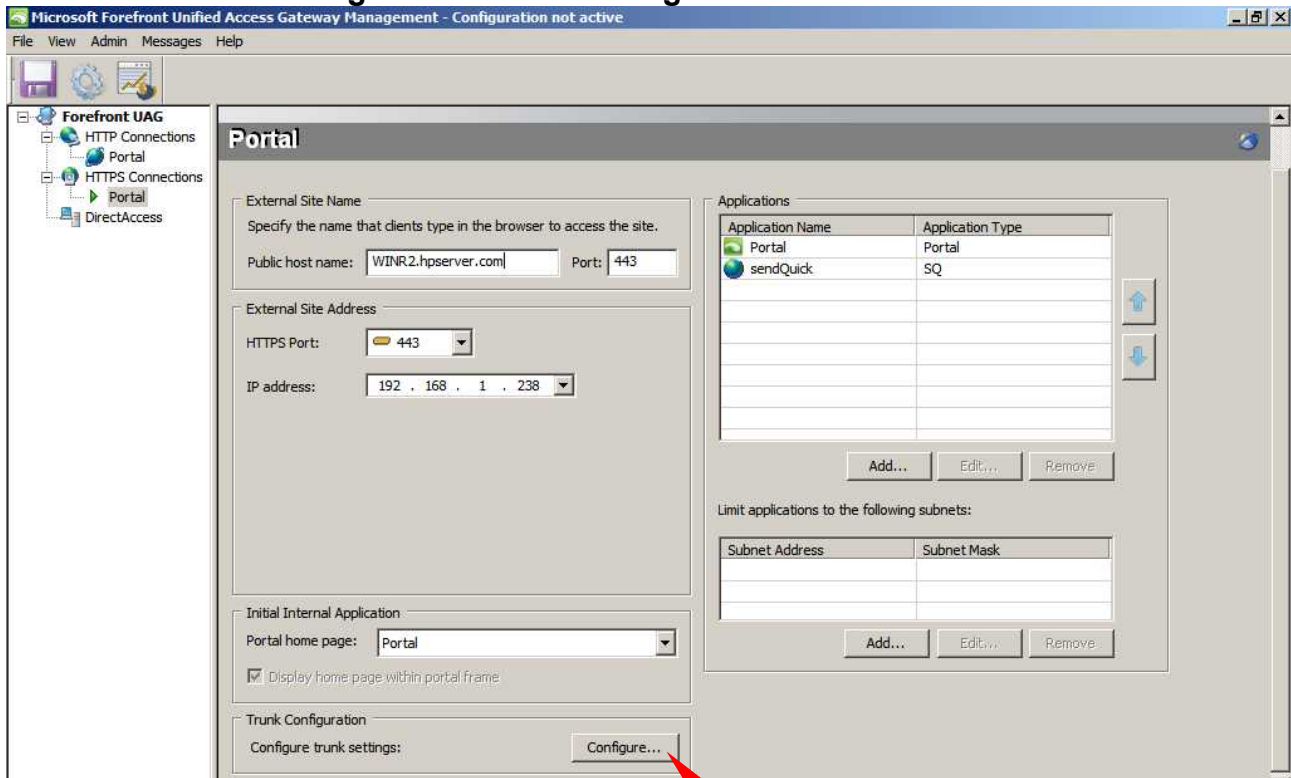 Microsoft Forefront Unified Access Gateway Management - Configuration not active
File View Admin Messages Help
Forefront UAG
HTTP Connections
Portal
HTTPS Connections
Portal
DirectAccess
Portal
External Site Name
Specify the name that clients type in the browser to access the site.
Public host name: WINR2.hpserver.com Port: 443
External Site Address
HTTPS Port: 443
IP address: 192 . 168 . 1 . 238
Initial Internal Application
Portal home page: Portal
Display home page within portal frame
Trunk Configuration
Configure trunk settings: Configure...
Applications
Application Name Application Type
Portal Portal
sendQuick SQ
Add... Edit... Remove
Limit applications to the following subnets:
Subnet Address Subnet Mask
Add... Edit... Remove